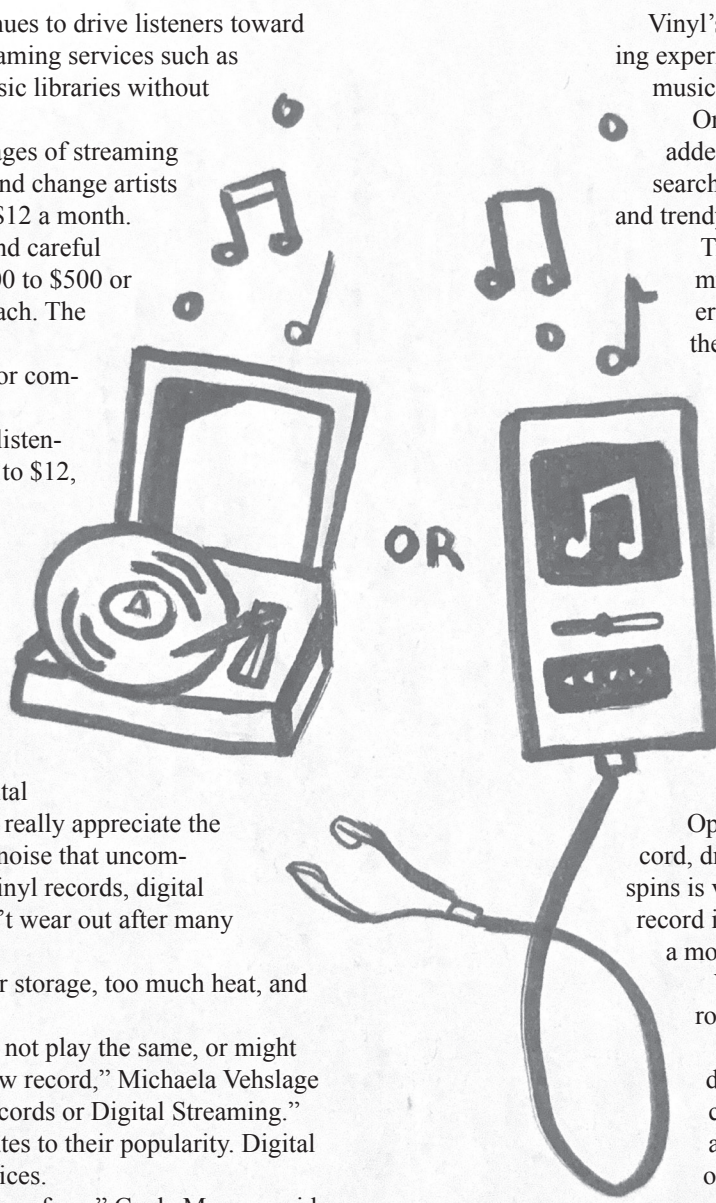 nues to drive listeners toward
aming services such as
sic libraries without
ages of streaming
nd change artists
$12 a month.
nd careful
00 to $500 or
ach. The
or com-
listen-
to $12,
OR
tal
really appreciate the
noise that uncom-
inyl records, digital
't wear out after many
r storage, too much heat, and
not play the same, or might
w record,” Michaela Vehslage
cords or Digital Streaming.”
tes to their popularity. Digital
ices.
Vinyl’s
ing experi
music
Or
adde
search
and trendy
T
m
er
the
Op
cord, dr
spins is v
record i
a mo
ro
d
c
a
o